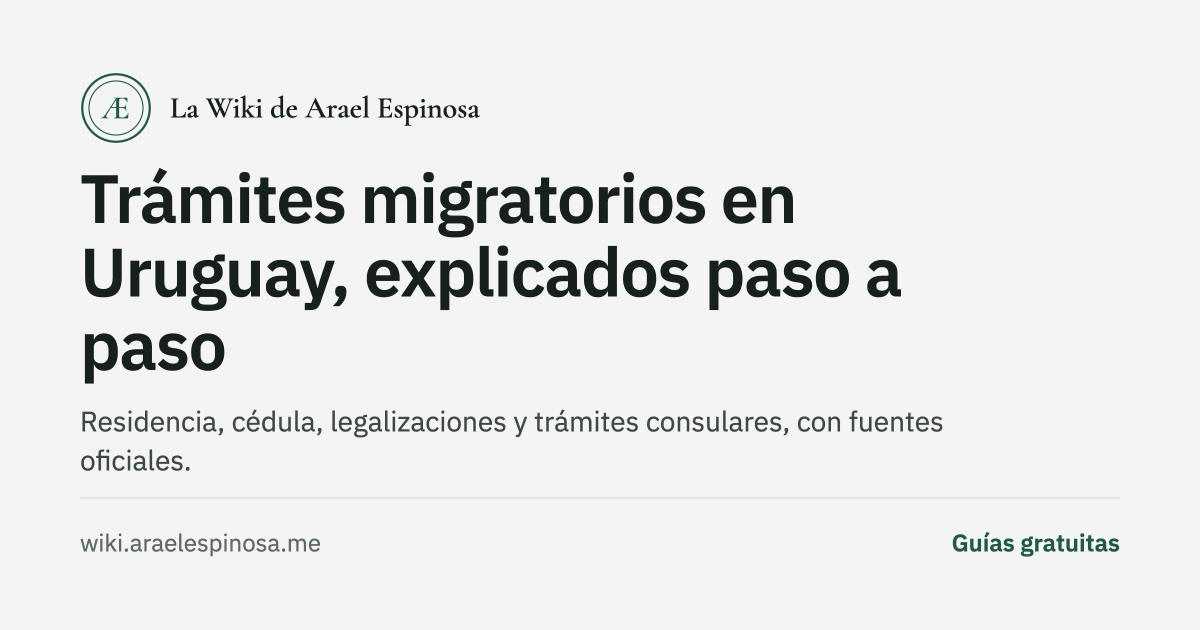 Æ
La Wiki de Arael Espinosa
Trámites migratorios en
Uruguay, explicados paso a
paso
Residencia, cédula, legalizaciones y trámites consulares, con fuentes
oficiales.
wiki.araelespinosa.me
Guías gratuitas